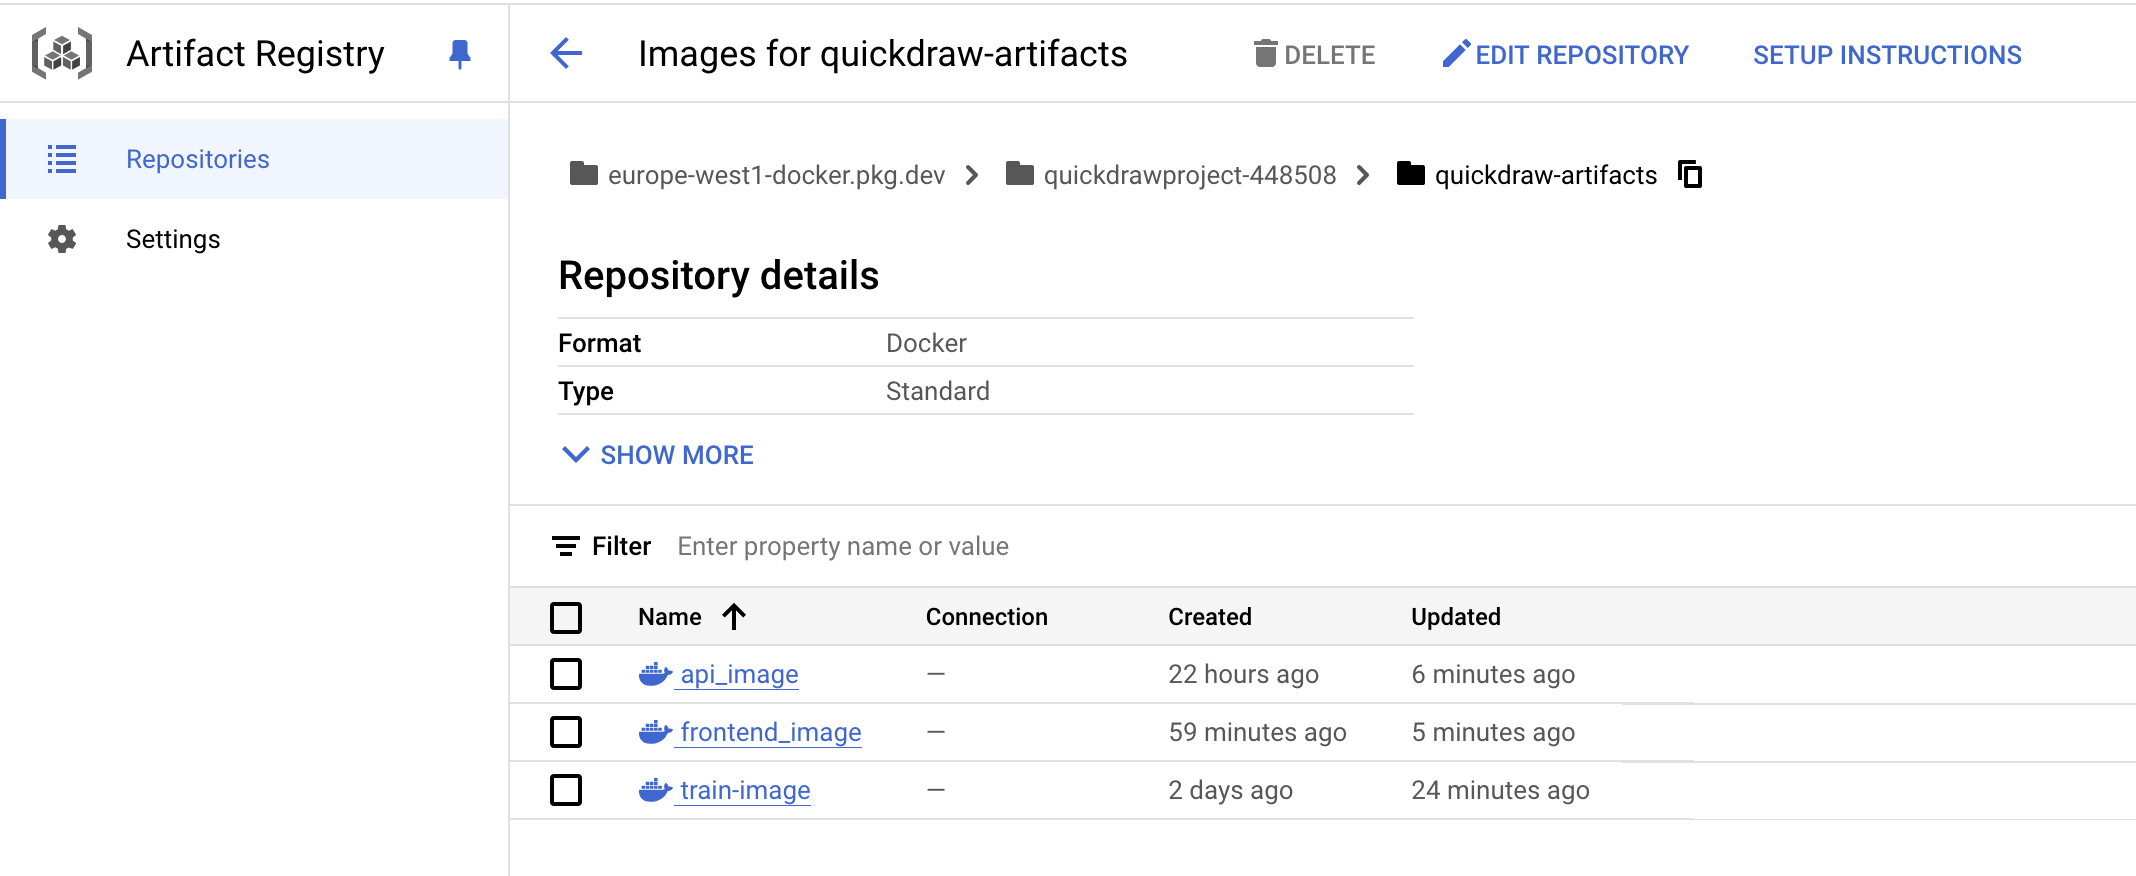 Artifact Registry
Images for quickdraw-artifacts
DELETE
EDIT REPOSITORY
SETUP INSTRUCTIONS
Repositories
Settings
europe-west1-docker.pkg.dev
quickdrawproject-448508
quickdraw-artifacts
Repository details
Format Docker
Type Standard
SHOW MORE
Filter Enter property name or value
Name Connection Created Updated
api_image — 22 hours ago 6 minutes ago
frontend_image — 59 minutes ago 5 minutes ago
train-image — 2 days ago 24 minutes ago